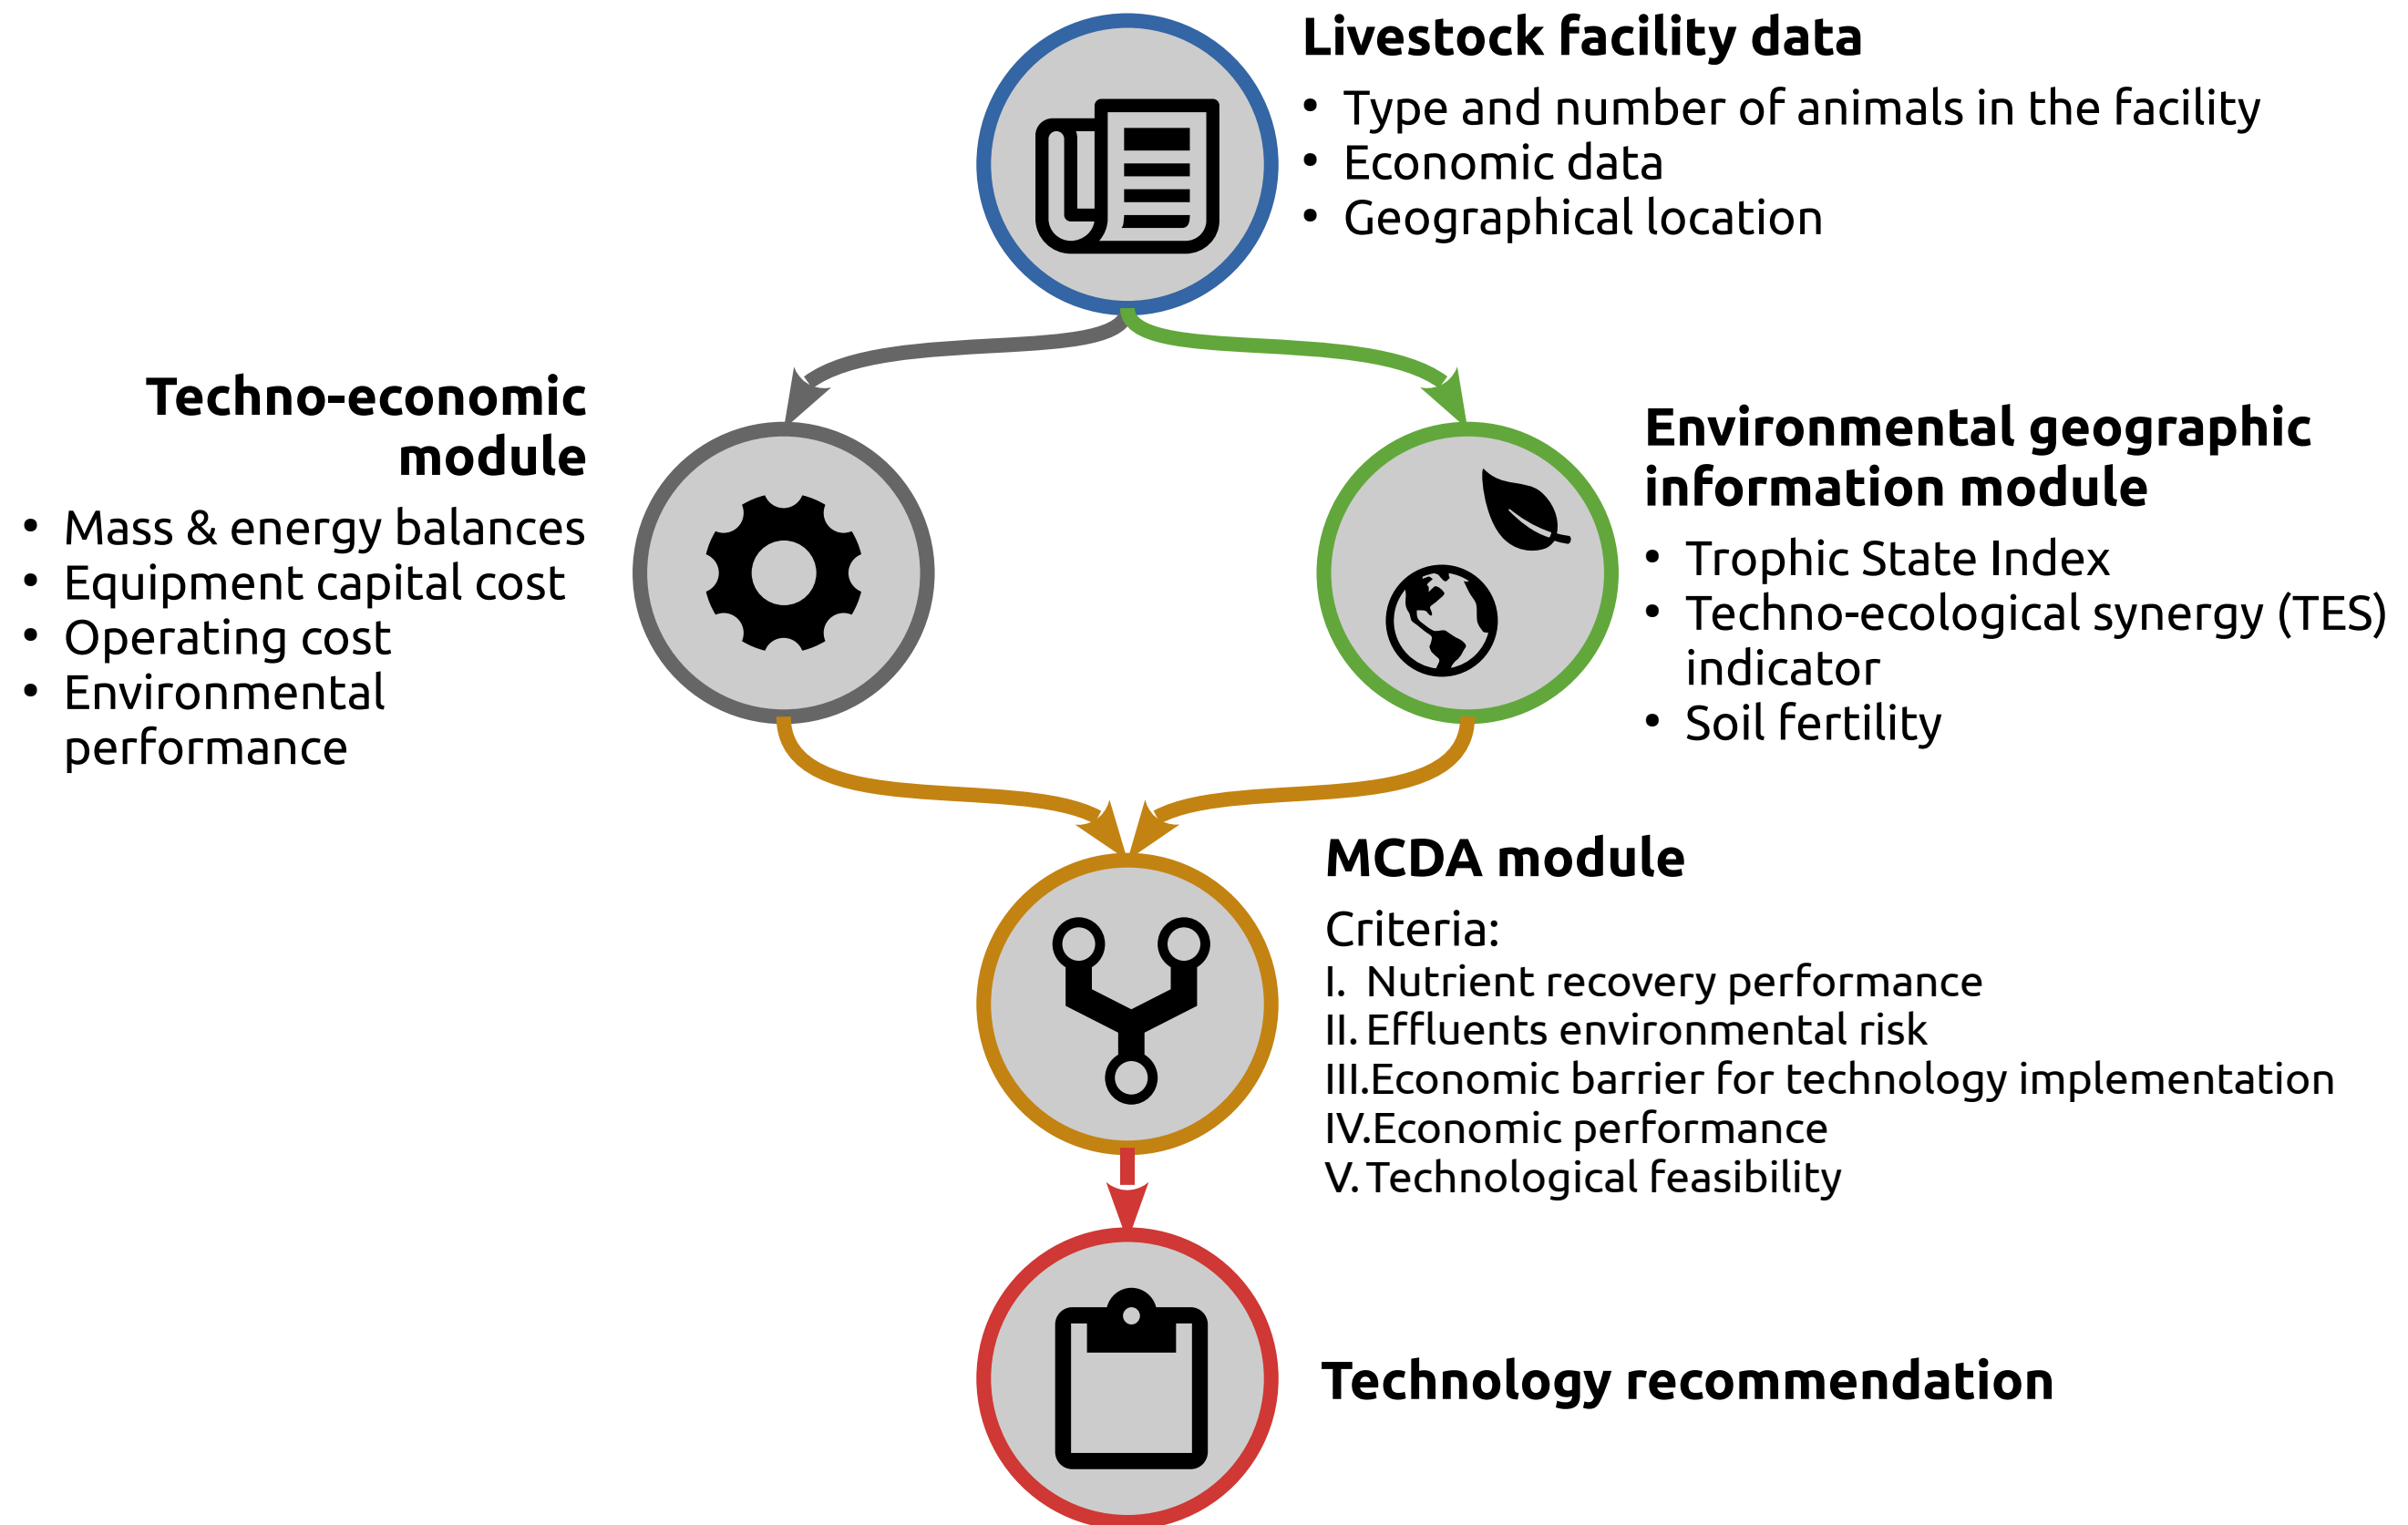 Livestock facility data
• Type and number of animals in the facility
• Economic data
• Geographical location
Techno-economic
module
• Mass & energy balances
• Equipment capital cost
• Operating cost
• Environmental
performance
Environmental geographic
information module
• Trophic State Index
• Techno-ecological synergy (TES)
indicator
• Soil fertility
MCDA module
Criteria:
I. Nutrient recovery performance
II. Effluents environmental risk
III.Economic barrier for technology implementation
IV.Economic performance
V. Technological feasibility
Technology recommendation